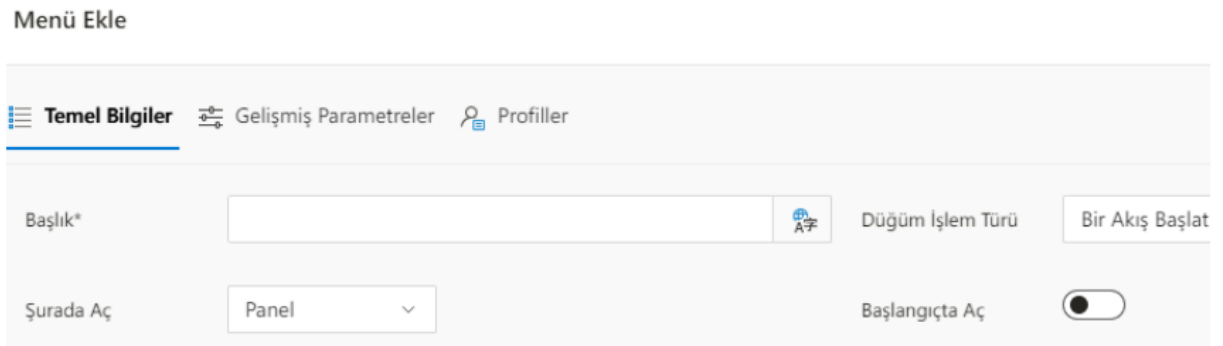 Menü Ekle
Temel Bilgiler Gelişmiş Parametreler Profiller
Başlık* Düğüm İşlem Türü Bir Akış Başlat
Şurada Aç Panel Başlangıçta Aç